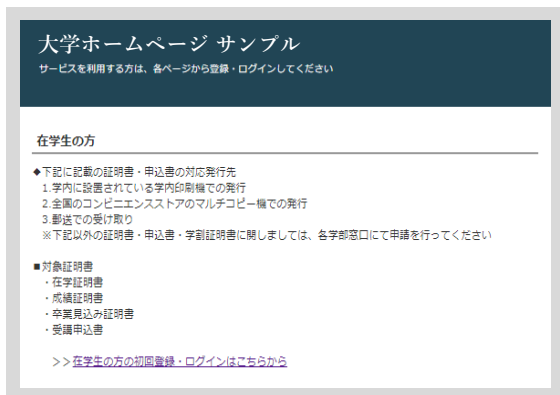 大学ホームページ サンプル
サービスを利用する方は、各ページから登録・ログインしてください
在学生の方
◆下記に記載の証明書・申込書の対応発行先
1.学内に設置されている学内印刷機での発行
2.全国のコンビニエンスストアのマルチコピー機での発行
3.郵送での受け取り
※下記以外の証明書・申込書・学割証明書に関しましては、各学部窓口にて申請を行ってください
■対象証明書
・在学証明書
・成績証明書
・卒業見込み証明書
・受講申込書
>>在学生の方の初回登録・ログインはこちらから